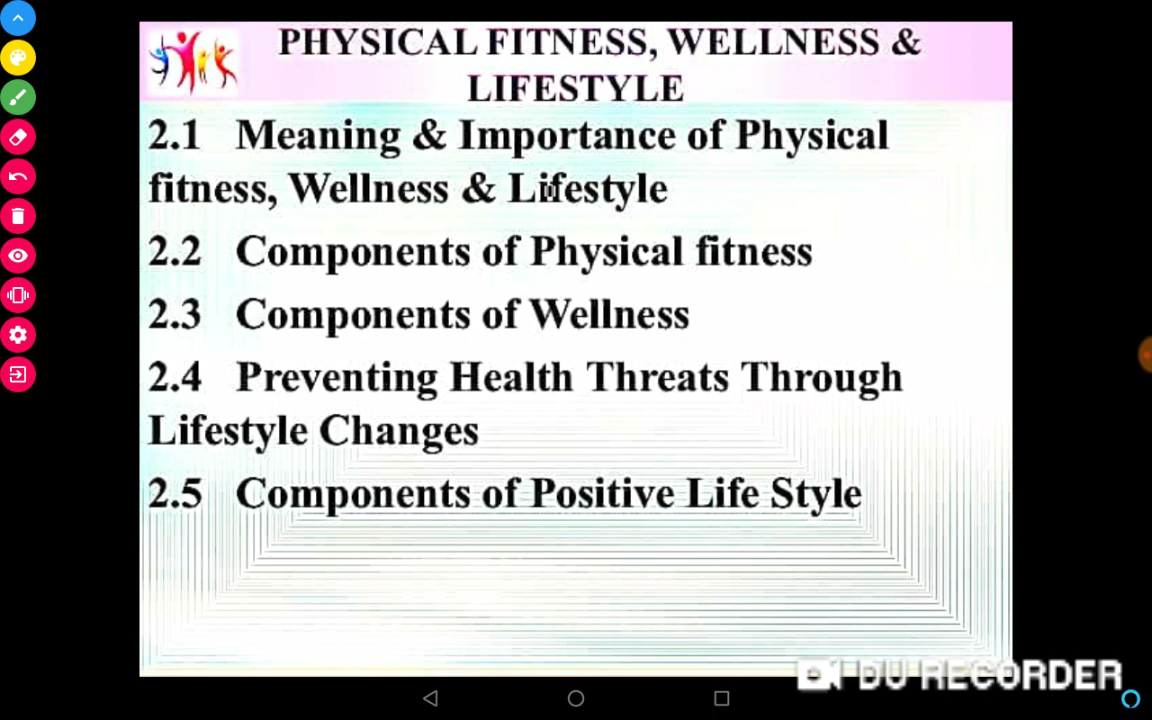 PHYSICAL FITNESS, WELLNESS &
LIFESTYLE
2.1 Meaning & Importance of Physical
fitness, Wellness & Lifestyle
2.2 Components of Physical fitness
2.3 Components of Wellness
2.4 Preventing Health Threats Through
Lifestyle Changes
2.5 Components of Positive Life Style
DU RECORDER